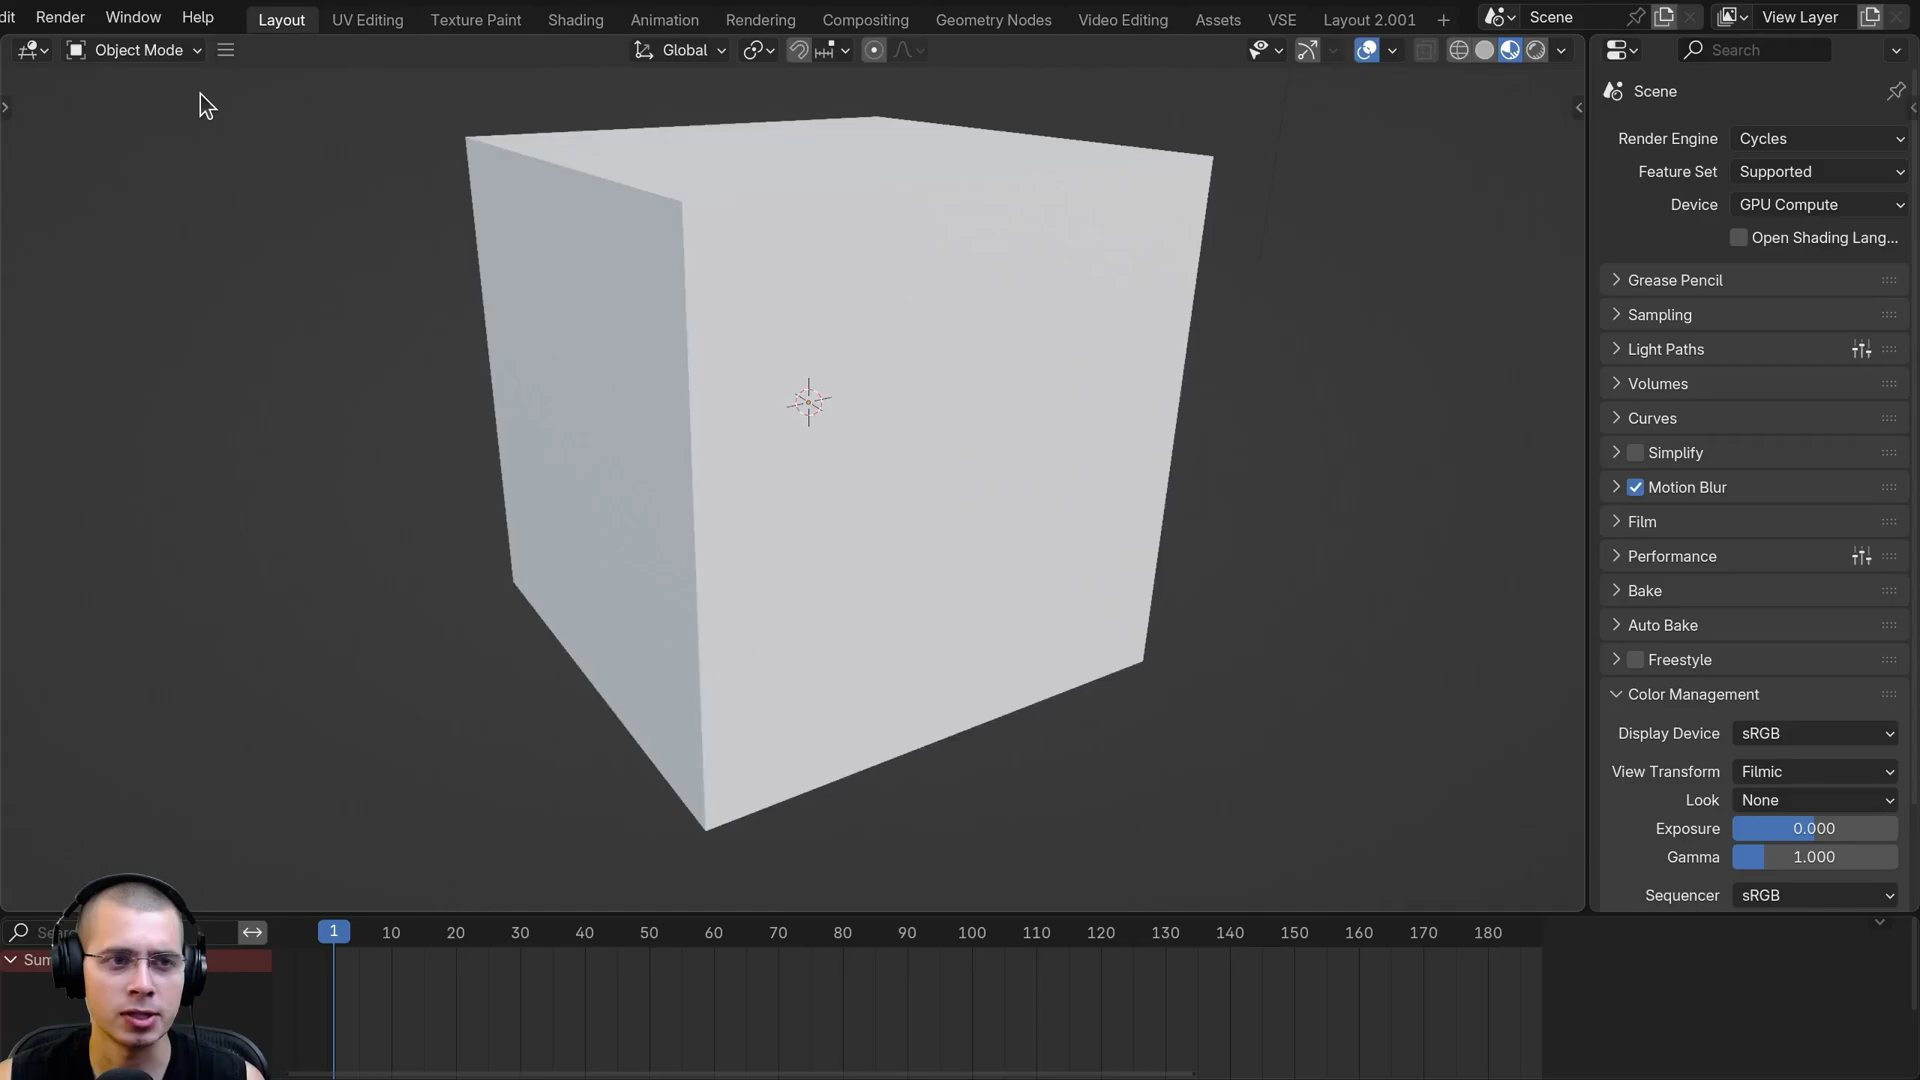 dit Render Window Help Layout UV Editing Texture Paint Shading Animation Rendering Compositing Geometry Nodes Video Editing Assets VSE Layout 2.001 + Scene View Layer
Object Mode Global Search
Scene
Render Engine Cycles
Feature Set Supported
Device GPU Compute
Open Shading Lang...
Grease Pencil
Sampling
Light Paths
Volumes
Curves
Simplify
Motion Blur
Film
Performance
Bake
Auto Bake
Freestyle
Color Management
Display Device sRGB
View Transform Filmic
Look None
Exposure 0.000
Gamma 1.000
Sequencer sRGB
Sear 1 10 20 30 40 50 60 70 80 90 100 110 120 130 140 150 160 170 180
Sum